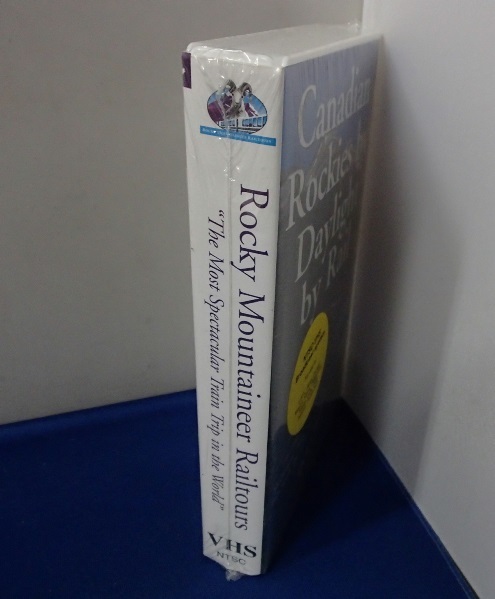 Rocky Mountaineer Railtours
“The Most Spectacular Train Trip in the World”
VHS
NTSC
Canadian
Rockies
Daylight
by Rail